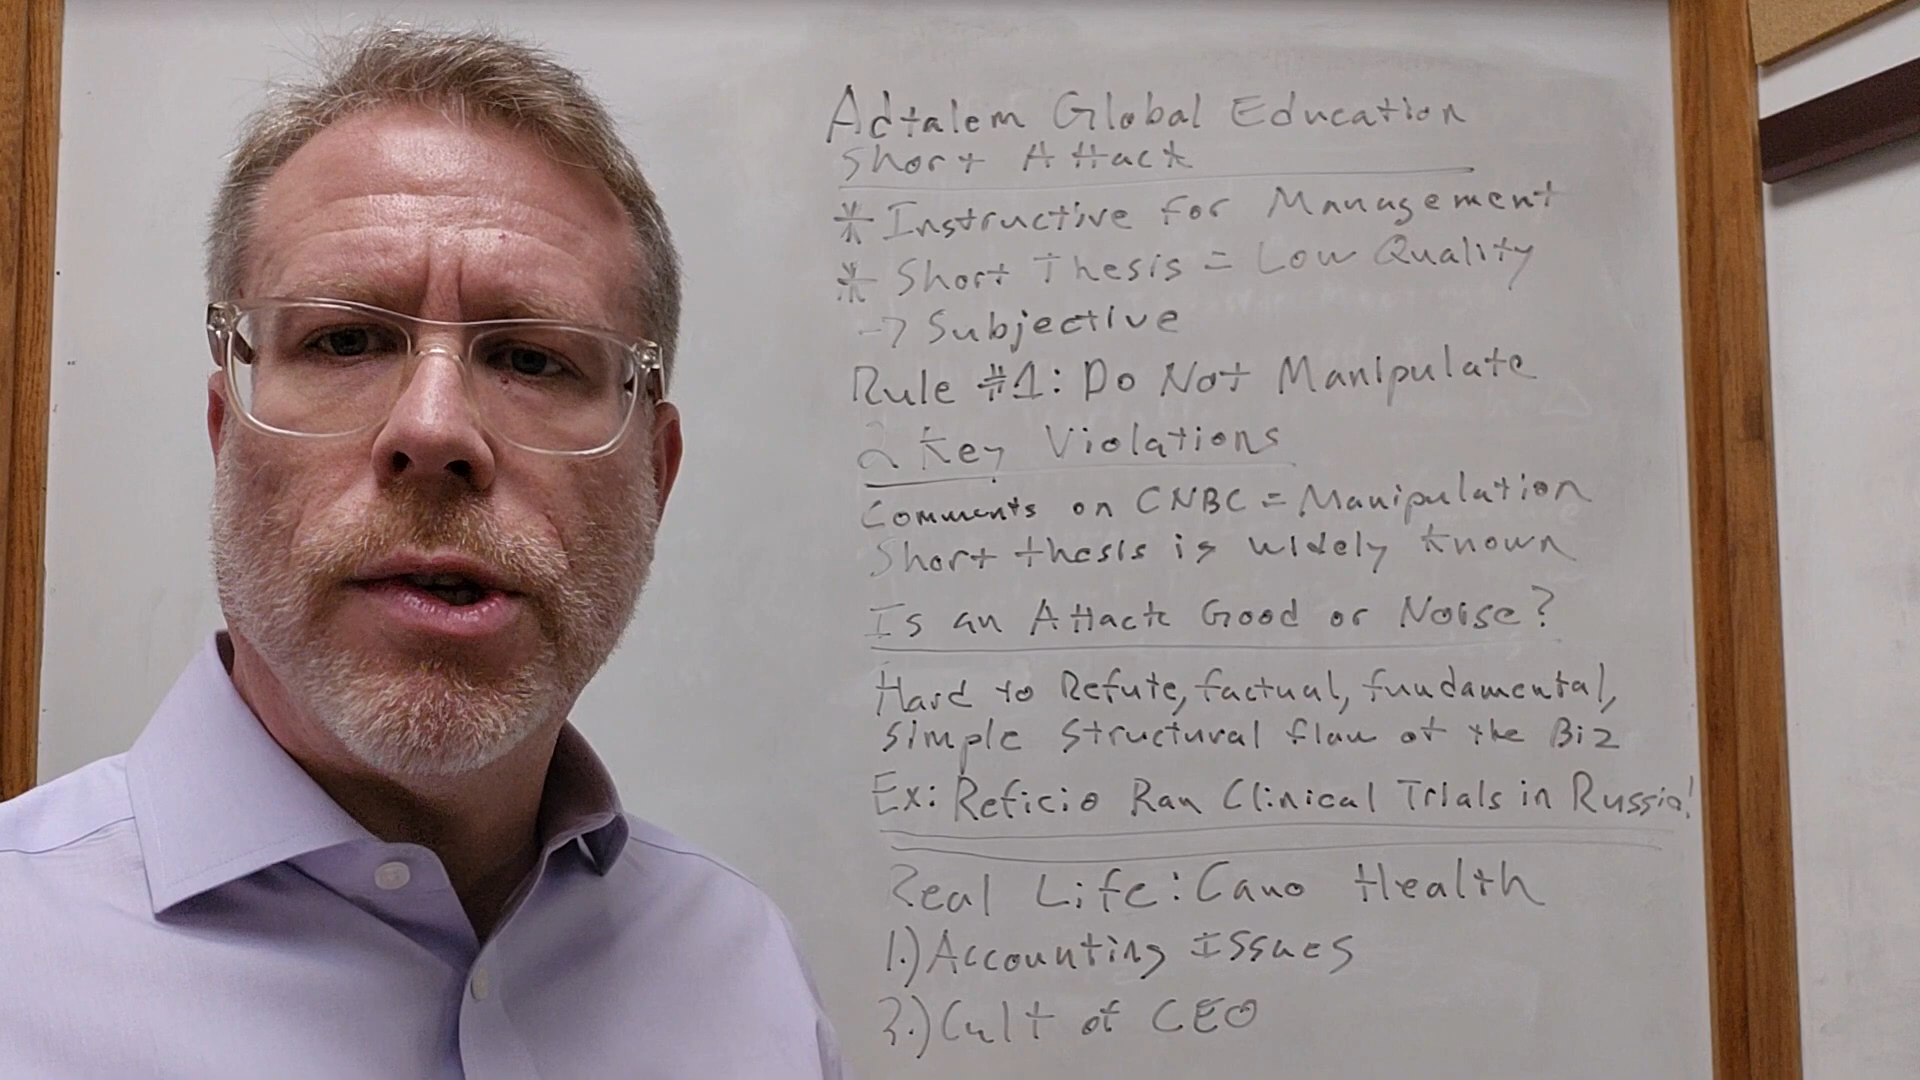 Adtalem Global Education
Short Attack
* Instructive for Management
* Short Thesis = Low Quality
-> Subjective
Rule #1: Do Not Manipulate
2 Key Violations
Comments on CNBC = Manipulation
Short thesis is widely known
Is an Attack Good or Noise?
Hard to Refute, factual, fundamental,
Simple Structural flaw of the Biz
Ex: Reficio Ran Clinical Trials in Russia!
Real Life: Cano Health
1.) Accounting Issues
2.) Cult of CEO